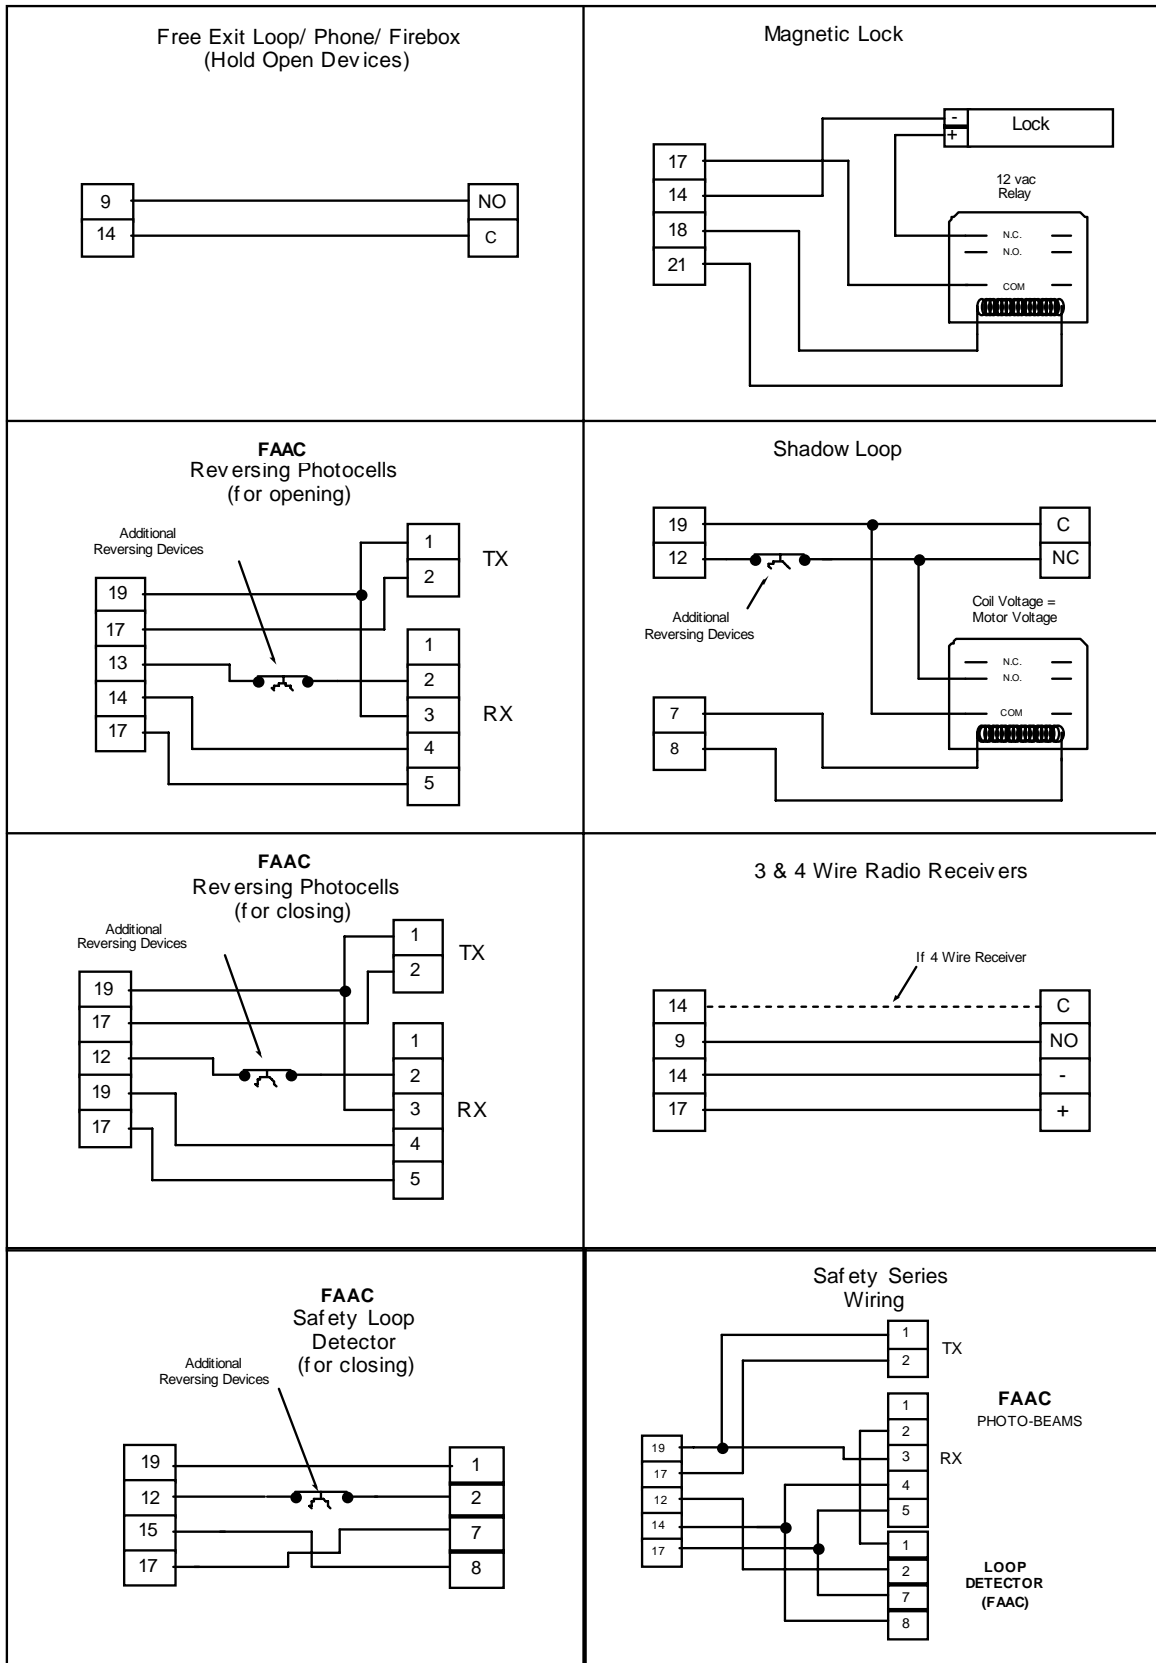 Free Exit Loop/ Phone/ Firebox
(Hold Open Devices)
9
NO
14
C
Magnetic Lock
-
Lock
+
17
14
18
21
12 vac
Relay
N.C.
N.O.
COM
FAAC
Reversing Photocells
(for opening)
Additional
Reversing Devices
1
TX
2
19
17
13
14
17
1
2
3
RX
4
5
Shadow Loop
19
C
12
NC
Additional
Reversing Devices
Coil Voltage =
Motor Voltage
N.C.
N.O.
COM
7
8
FAAC
Reversing Photocells
(for closing)
Additional
Reversing Devices
1
TX
2
19
17
12
19
17
1
2
3
RX
4
5
3 & 4 Wire Radio Receivers
If 4 Wire Receiver
14
C
9
NO
14
-
17
+
FAAC
Safety Loop
Detector
(for closing)
Additional
Reversing Devices
19
1
12
2
15
7
17
8
Safety Series
Wiring
1
TX
2
1
FAAC
2
PHOTO-BEAMS
3
RX
4
5
19
17
12
14
17
1
2
7
8
LOOP
DETECTOR
(FAAC)